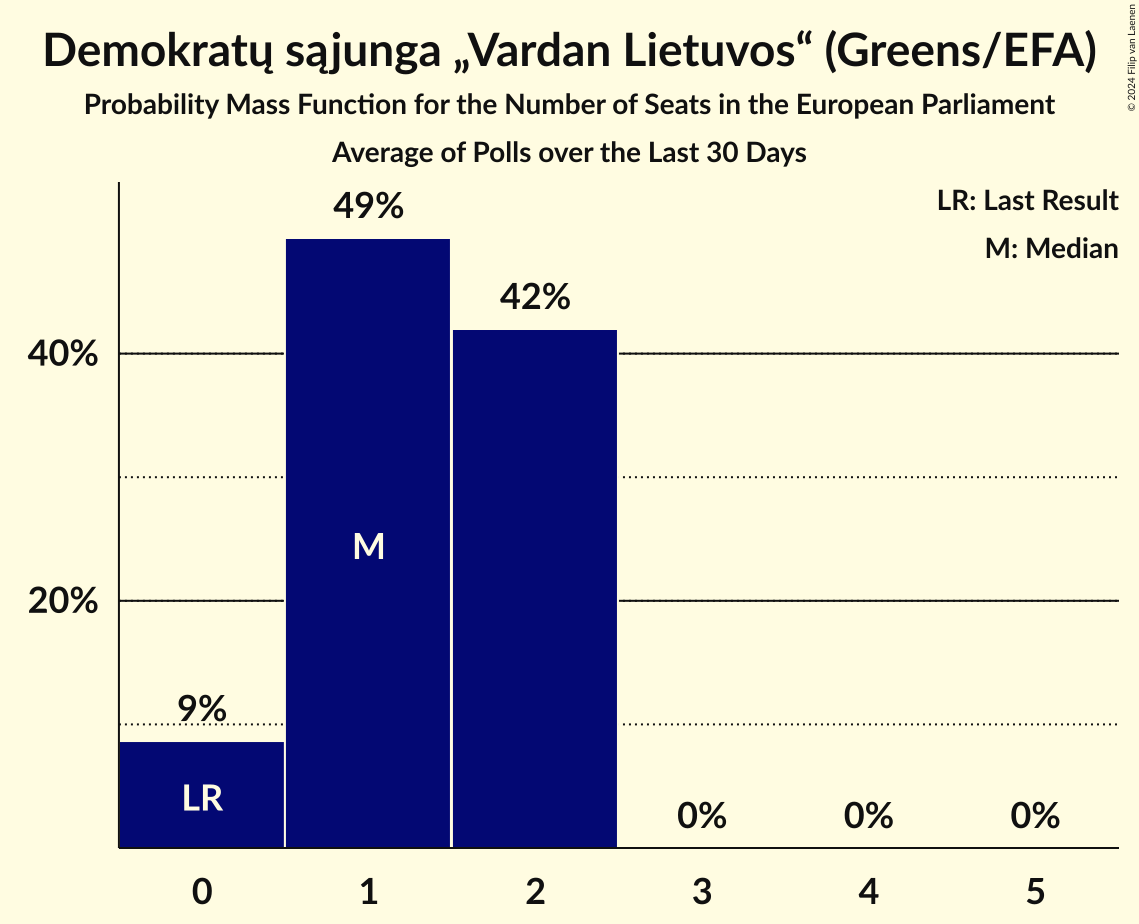 Demokratų sąjunga „Vardan Lietuvos“ (Greens/EFA)
Probability Mass Function for the Number of Seats in the European Parliament
Average of Polls over the Last 30 Days
© 2024 Filip van Laenen
LR: Last Result
M: Median
49%
42%
40%
M
20%
9%
LR
0%
0%
0%
0
1
2
3
4
5